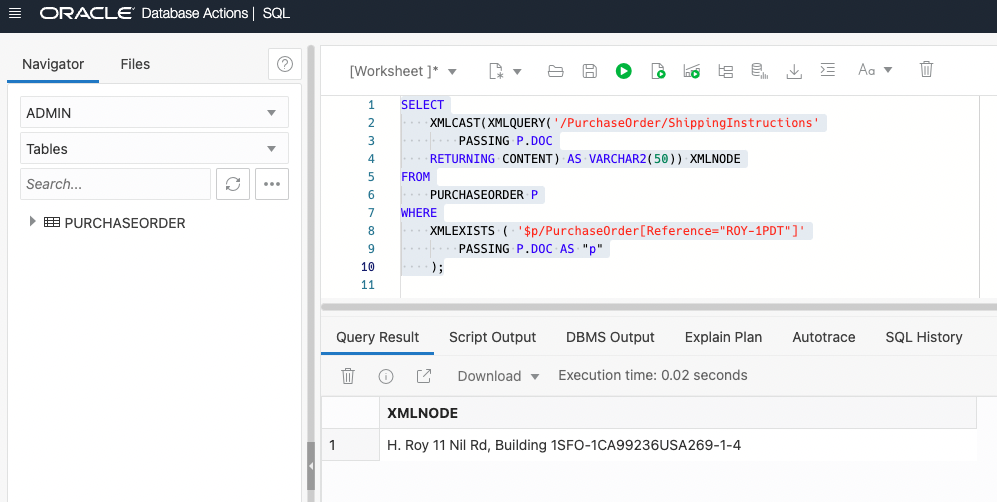 ORACLE Database Actions | SQL
Navigator Files
ADMIN
Tables
Search...
PURCHASEORDER
[Worksheet ]* Aa
1 SELECT
2 XMLCAST(XMLQUERY('/PurchaseOrder/ShippingInstructions'
3 PASSING P.DOC
4 RETURNING CONTENT) AS VARCHAR2(50)) XMLNODE
5 FROM
6 PURCHASEORDER P
7 WHERE
8 XMLEXISTS ( '$p/PurchaseOrder[Reference="ROY-1PDT"]'
9 PASSING P.DOC AS "p"
10 );
11
Query Result Script Output DBMS Output Explain Plan Autotrace SQL History
Download Execution time: 0.02 seconds
XMLNODE
1 H. Roy 11 Nil Rd, Building 1SFO-1CA99236USA269-1-4